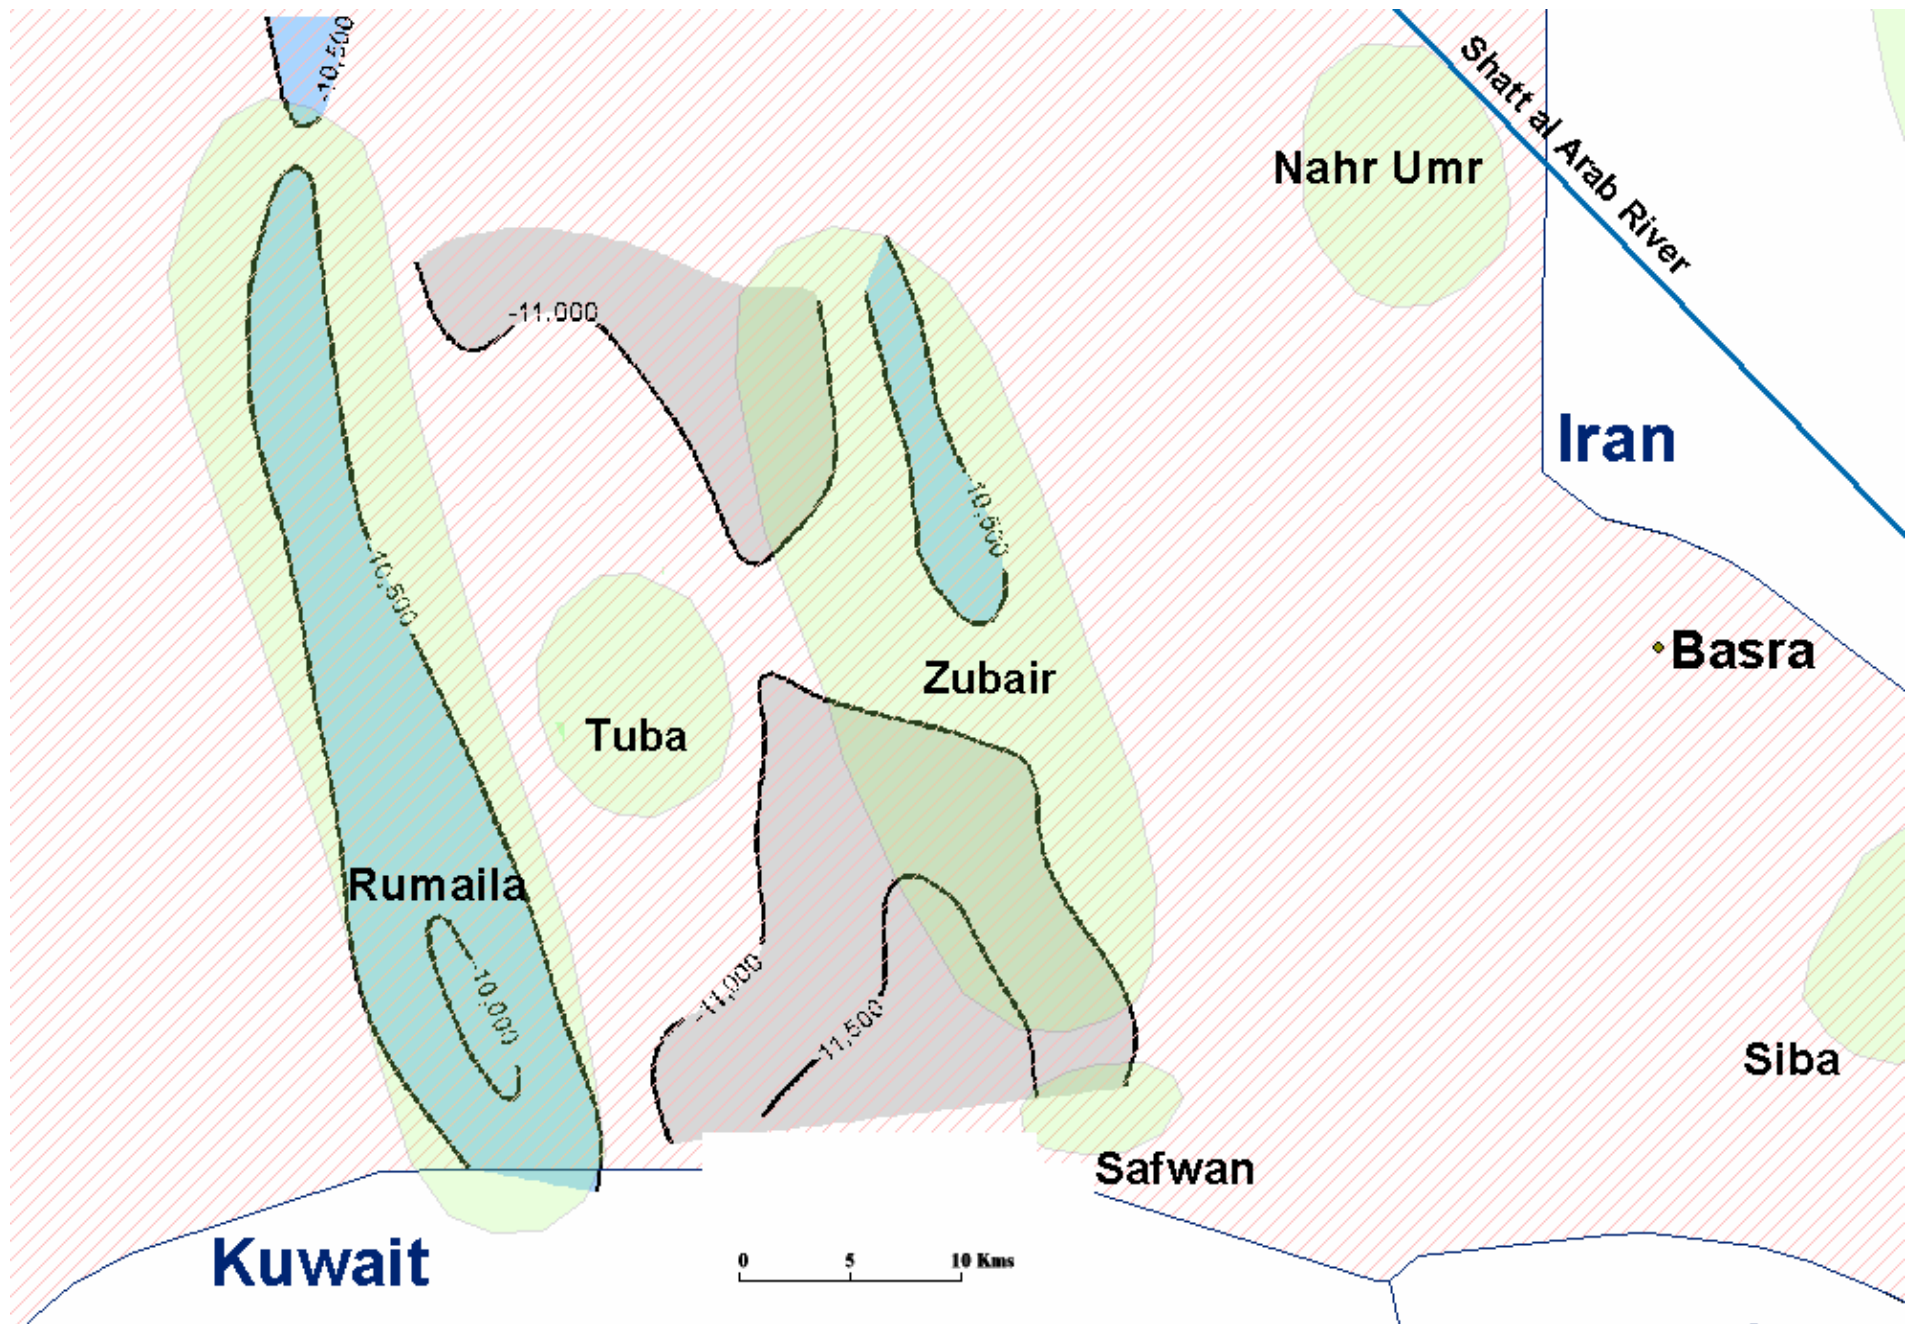 -10,500
Shatt al Arab River
Nahr Umr
-11.000
Iran
-10,500
-10,500
Basra
Zubair
Tuba
Rumaila
-10,000
-11,000
-11,500
Siba
Safwan
Kuwait
0 5 10 Kms